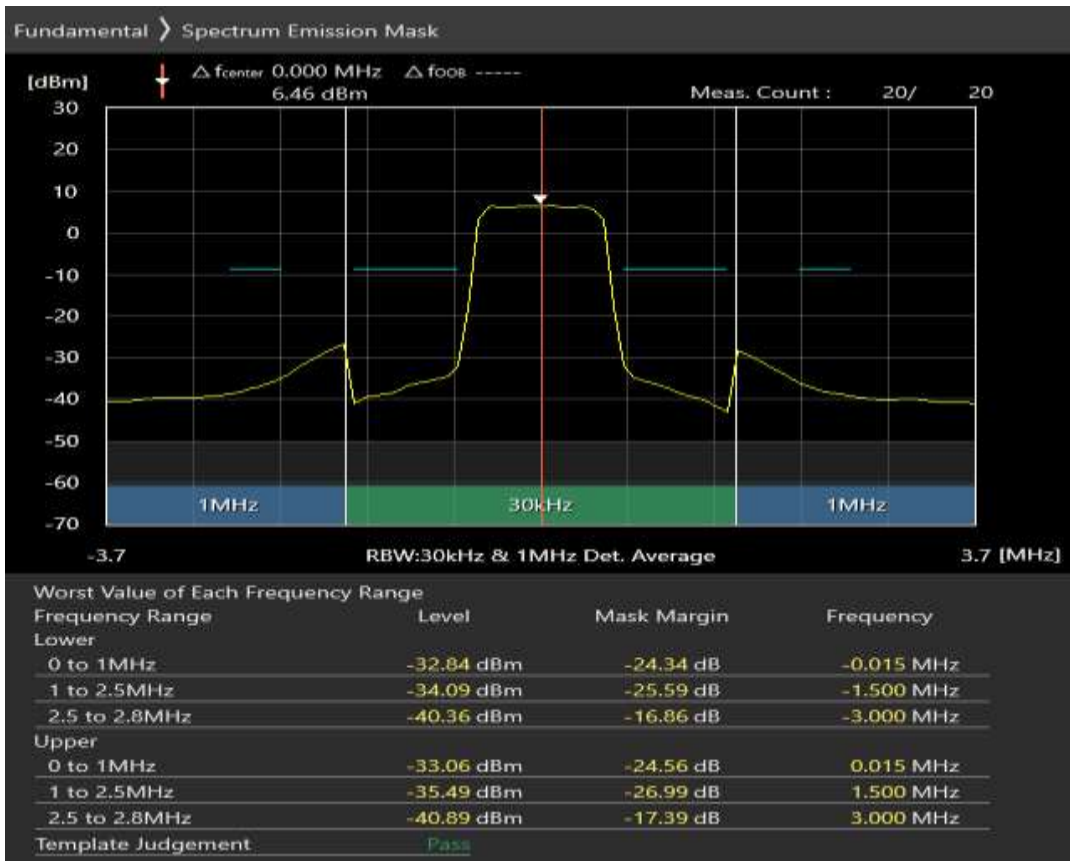 Fundamental ❭ Spectrum Emission Mask
[dBm] △ fcenter 0.000 MHz △ fOOB -----
6.46 dBm Meas. Count : 20/ 20
30
20
10
0
-10
-20
-30
-40
-50
-60
1MHz 30kHz 1MHz
-70
-3.7 RBW:30kHz & 1MHz Det. Average 3.7 [MHz]
Worst Value of Each Frequency Range
Frequency Range Level Mask Margin Frequency
Lower
0 to 1MHz -32.84 dBm -24.34 dB -0.015 MHz
1 to 2.5MHz -34.09 dBm -25.59 dB -1.500 MHz
2.5 to 2.8MHz -40.36 dBm -16.86 dB -3.000 MHz
Upper
0 to 1MHz -33.06 dBm -24.56 dB 0.015 MHz
1 to 2.5MHz -35.49 dBm -26.99 dB 1.500 MHz
2.5 to 2.8MHz -40.89 dBm -17.39 dB 3.000 MHz
Template Judgement Pass